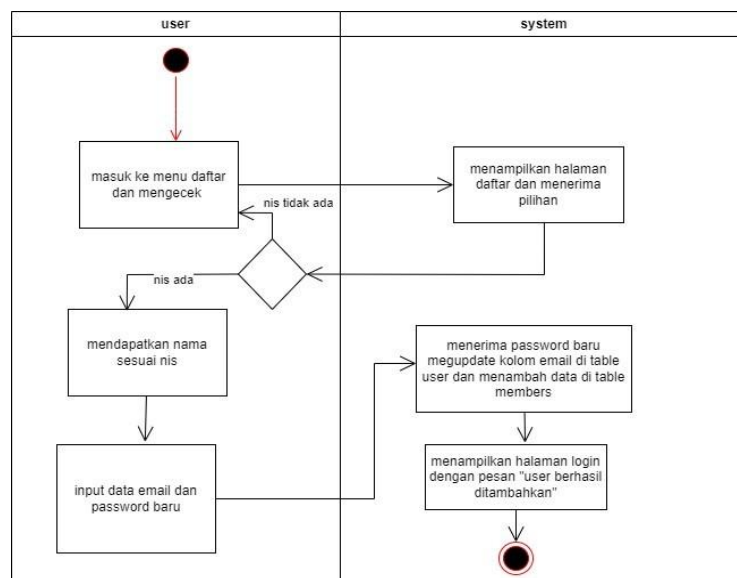 user
system
masuk ke menu daftar
dan mengecek
menampilkan halaman
daftar dan menerima
pilihan
nis tidak ada
nis ada
mendapatkan nama
sesuai nis
menerima password baru
megupdate kolom email di table
user dan menambah data di table
members
input data email dan
password baru
menampilkan halaman login
dengan pesan "user berhasil
ditambahkan"